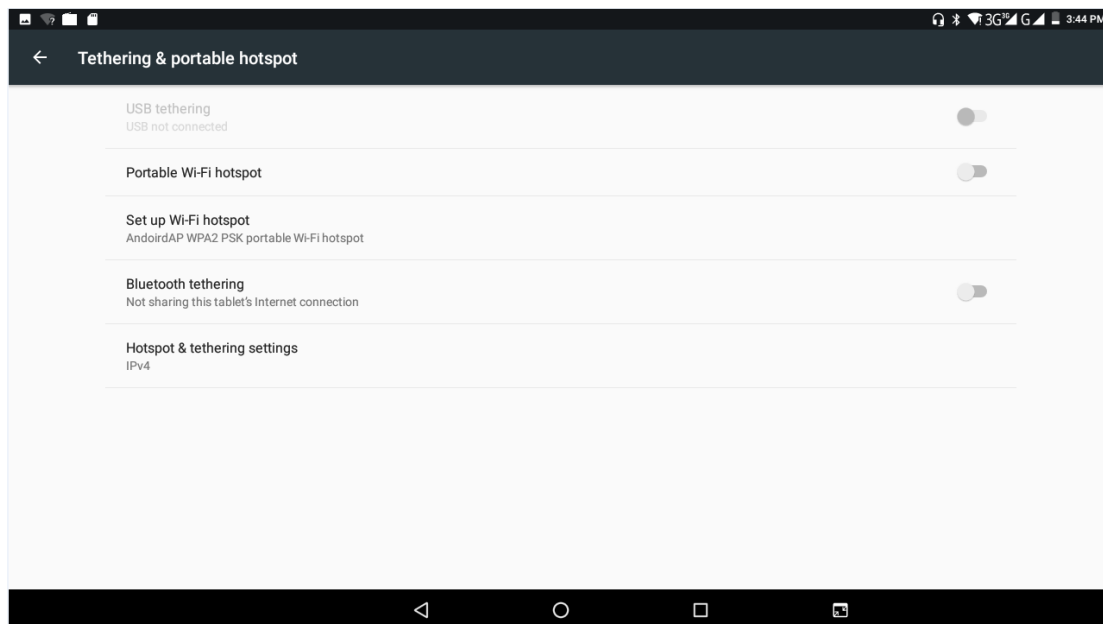 3G 3G G 3:44 PM
Tethering & portable hotspot
USB tethering
USB not connected
Portable Wi-Fi hotspot
Set up Wi-Fi hotspot
AndoirdAP WPA2 PSK portable Wi-Fi hotspot
Bluetooth tethering
Not sharing this tablet's Internet connection
Hotspot & tethering settings
IPv4